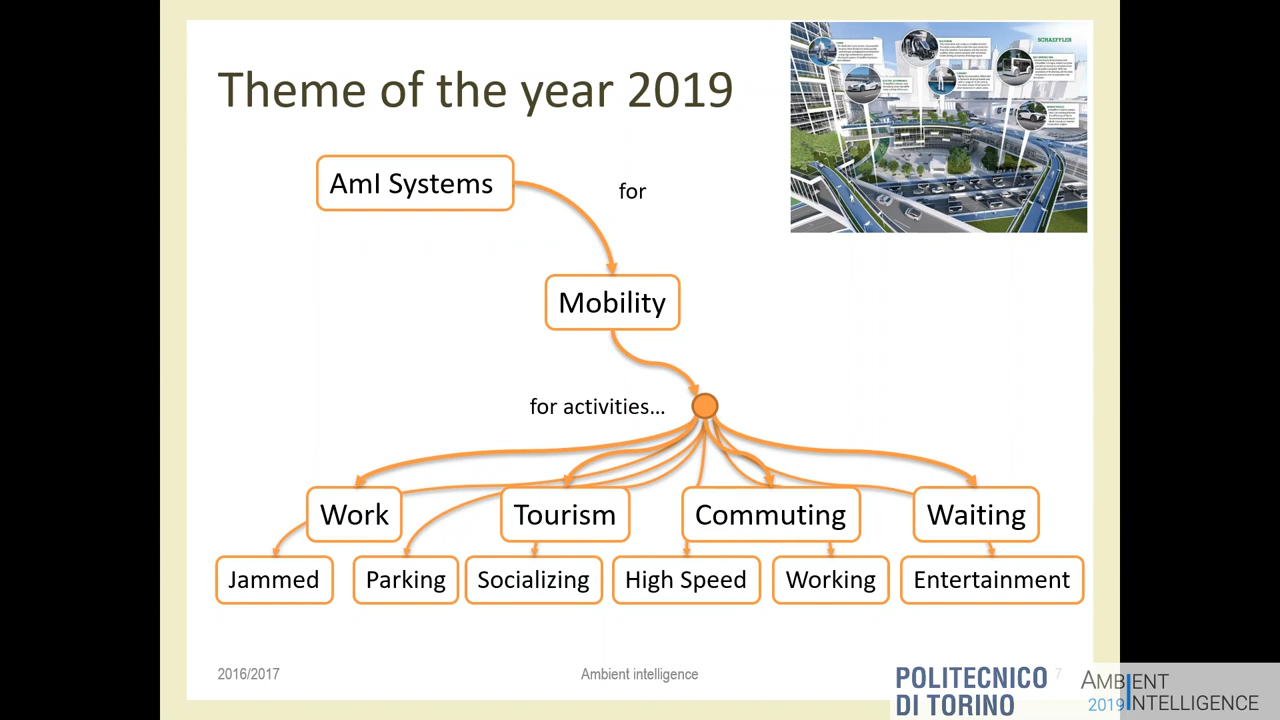 Theme of the year 2019
SCHAEFFLER
AmI Systems
for
Mobility
for activities...
Work
Tourism
Commuting
Waiting
Jammed
Parking
Socializing
High Speed
Working
Entertainment
2016/2017
Ambient intelligence
7
POLITECNICO
DI TORINO
AMBIENT
2019 INTELLIGENCE